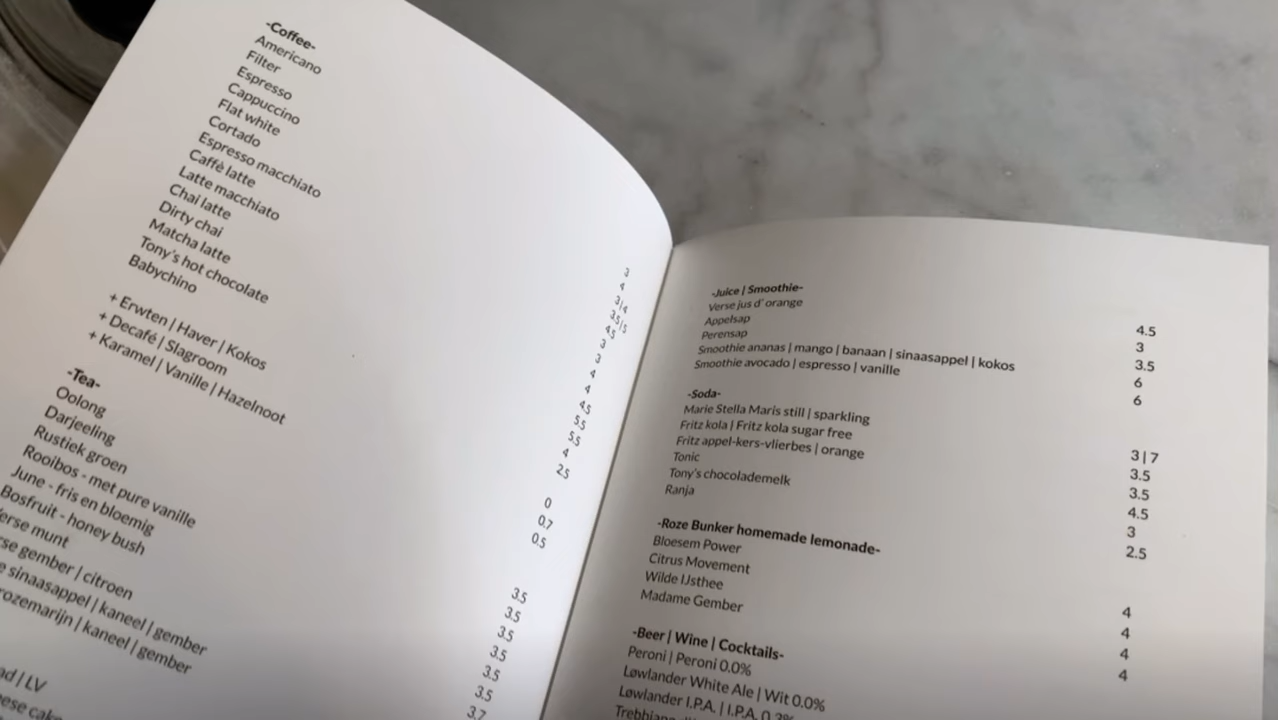 -Coffee-
Americano 3
Filter 4
Espresso 3|4
Cappuccino 3.5|5
Flat white 4.5
Cortado 3
Espresso macchiato 3
Caffè latte 4
Latte macchiato 4
Chai latte 4.5
Dirty chai 5.5
Matcha latte 5.5
Tony's hot chocolate 4
Babychino 2.5
+ Erwten | Haver | Kokos 0
+ Decafé | Slagroom 0.7
+ Karamel | Vanille | Hazelnoot 0.5
-Tea-
Oolong 3.5
Darjeeling 3.5
Rustiek groen 3.5
Rooibos - met pure vanille 3.5
June - fris en bloemig 3.5
Bosfruit - honey bush 3.5
munt 3.7
gember | citroen
sinaasappel | kaneel | gember
rozemarijn | kaneel | gember
| LV
-Juice | Smoothie-
Verse jus d'orange 4.5
Appelsap 3
Perensap 3.5
Smoothie ananas | mango | banaan | sinaasappel | kokos 6
Smoothie avocado | espresso | vanille 6
-Soda-
Marie Stella Maris still | sparkling 3 | 7
Fritz kola | Fritz kola sugar free 3.5
Fritz appel-kers-vlierbes | orange 3.5
Tonic 4.5
Tony's chocolademelk 3
Ranja 2.5
-Roze Bunker homemade lemonade-
Bloesem Power 4
Citrus Movement 4
Wilde IJsthee 4
Madame Gember 4
-Beer | Wine | Cocktails-
Peroni | Peroni 0.0%
Løwlander White Ale | Wit 0.0%
Løwlander I.P.A. | I.P.A.